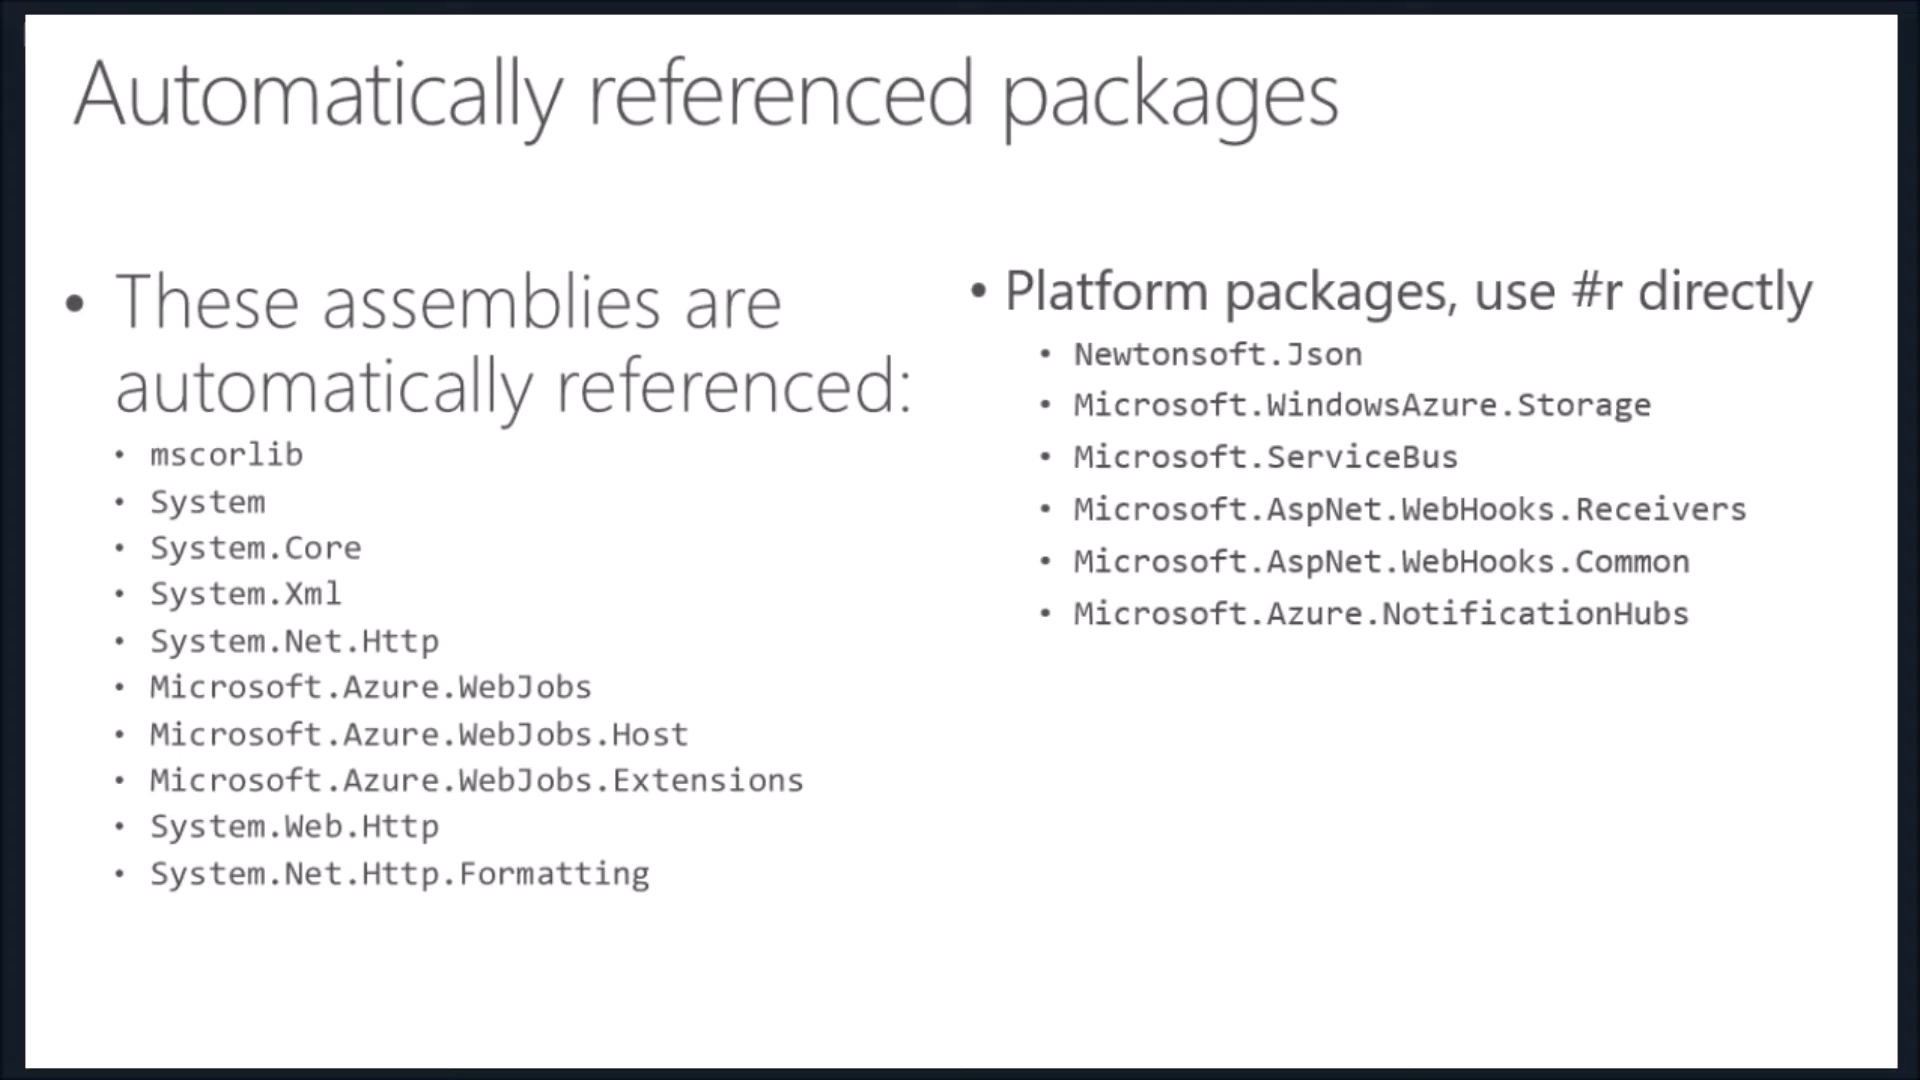 Automatically referenced packages
• These assemblies are
automatically referenced:
• mscorlib
• System
• System.Core
• System.Xml
• System.Net.Http
• Microsoft.Azure.WebJobs
• Microsoft.Azure.WebJobs.Host
• Microsoft.Azure.WebJobs.Extensions
• System.Web.Http
• System.Net.Http.Formatting
• Platform packages, use #r directly
• Newtonsoft.Json
• Microsoft.WindowsAzure.Storage
• Microsoft.ServiceBus
• Microsoft.AspNet.WebHooks.Receivers
• Microsoft.AspNet.WebHooks.Common
• Microsoft.Azure.NotificationHubs